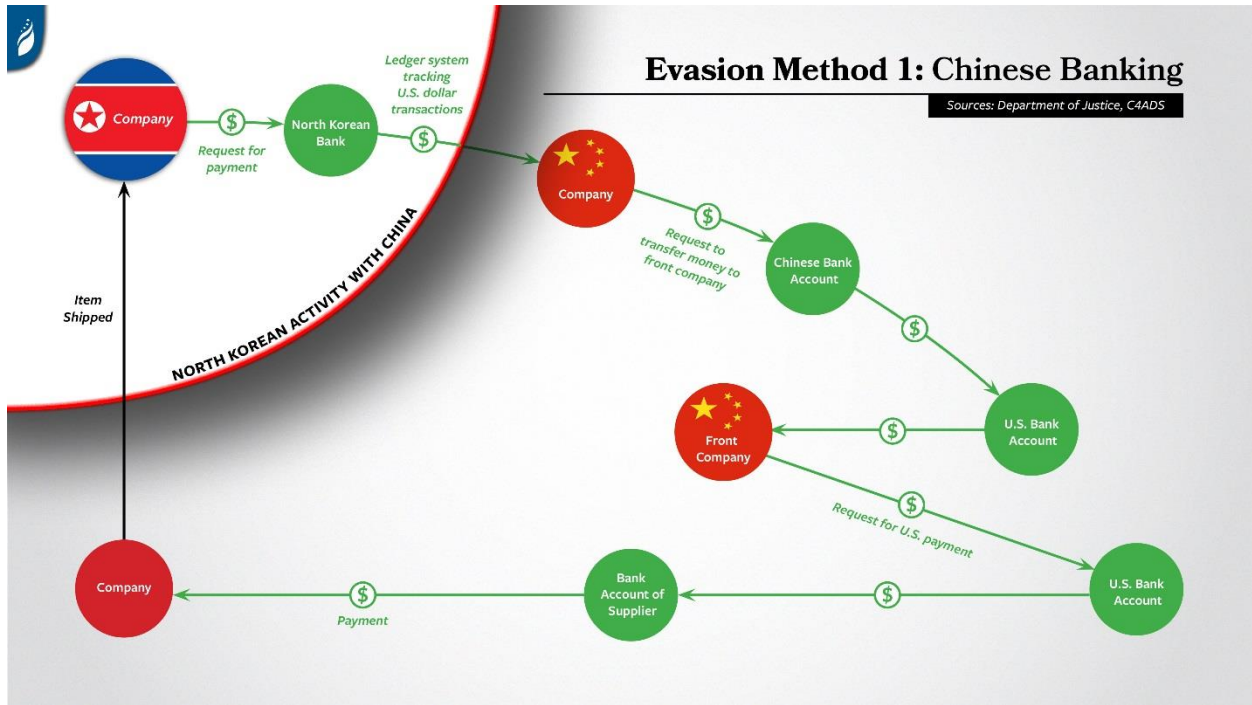 Evasion Method 1: Chinese Banking
Sources: Department of Justice, C4ADS
Company
$
Request for
payment
North Korean
Bank
Ledger system
tracking
U.S. dollar
transactions
$
Company
$
Request to
transfer money to
front company
Chinese Bank
Account
$
U.S. Bank
Account
$
Front
Company
$
Request for U.S. payment
U.S. Bank
Account
$
Bank
Account of
Supplier
$
Payment
Company
Item
Shipped
NORTH KOREAN ACTIVITY WITH CHINA